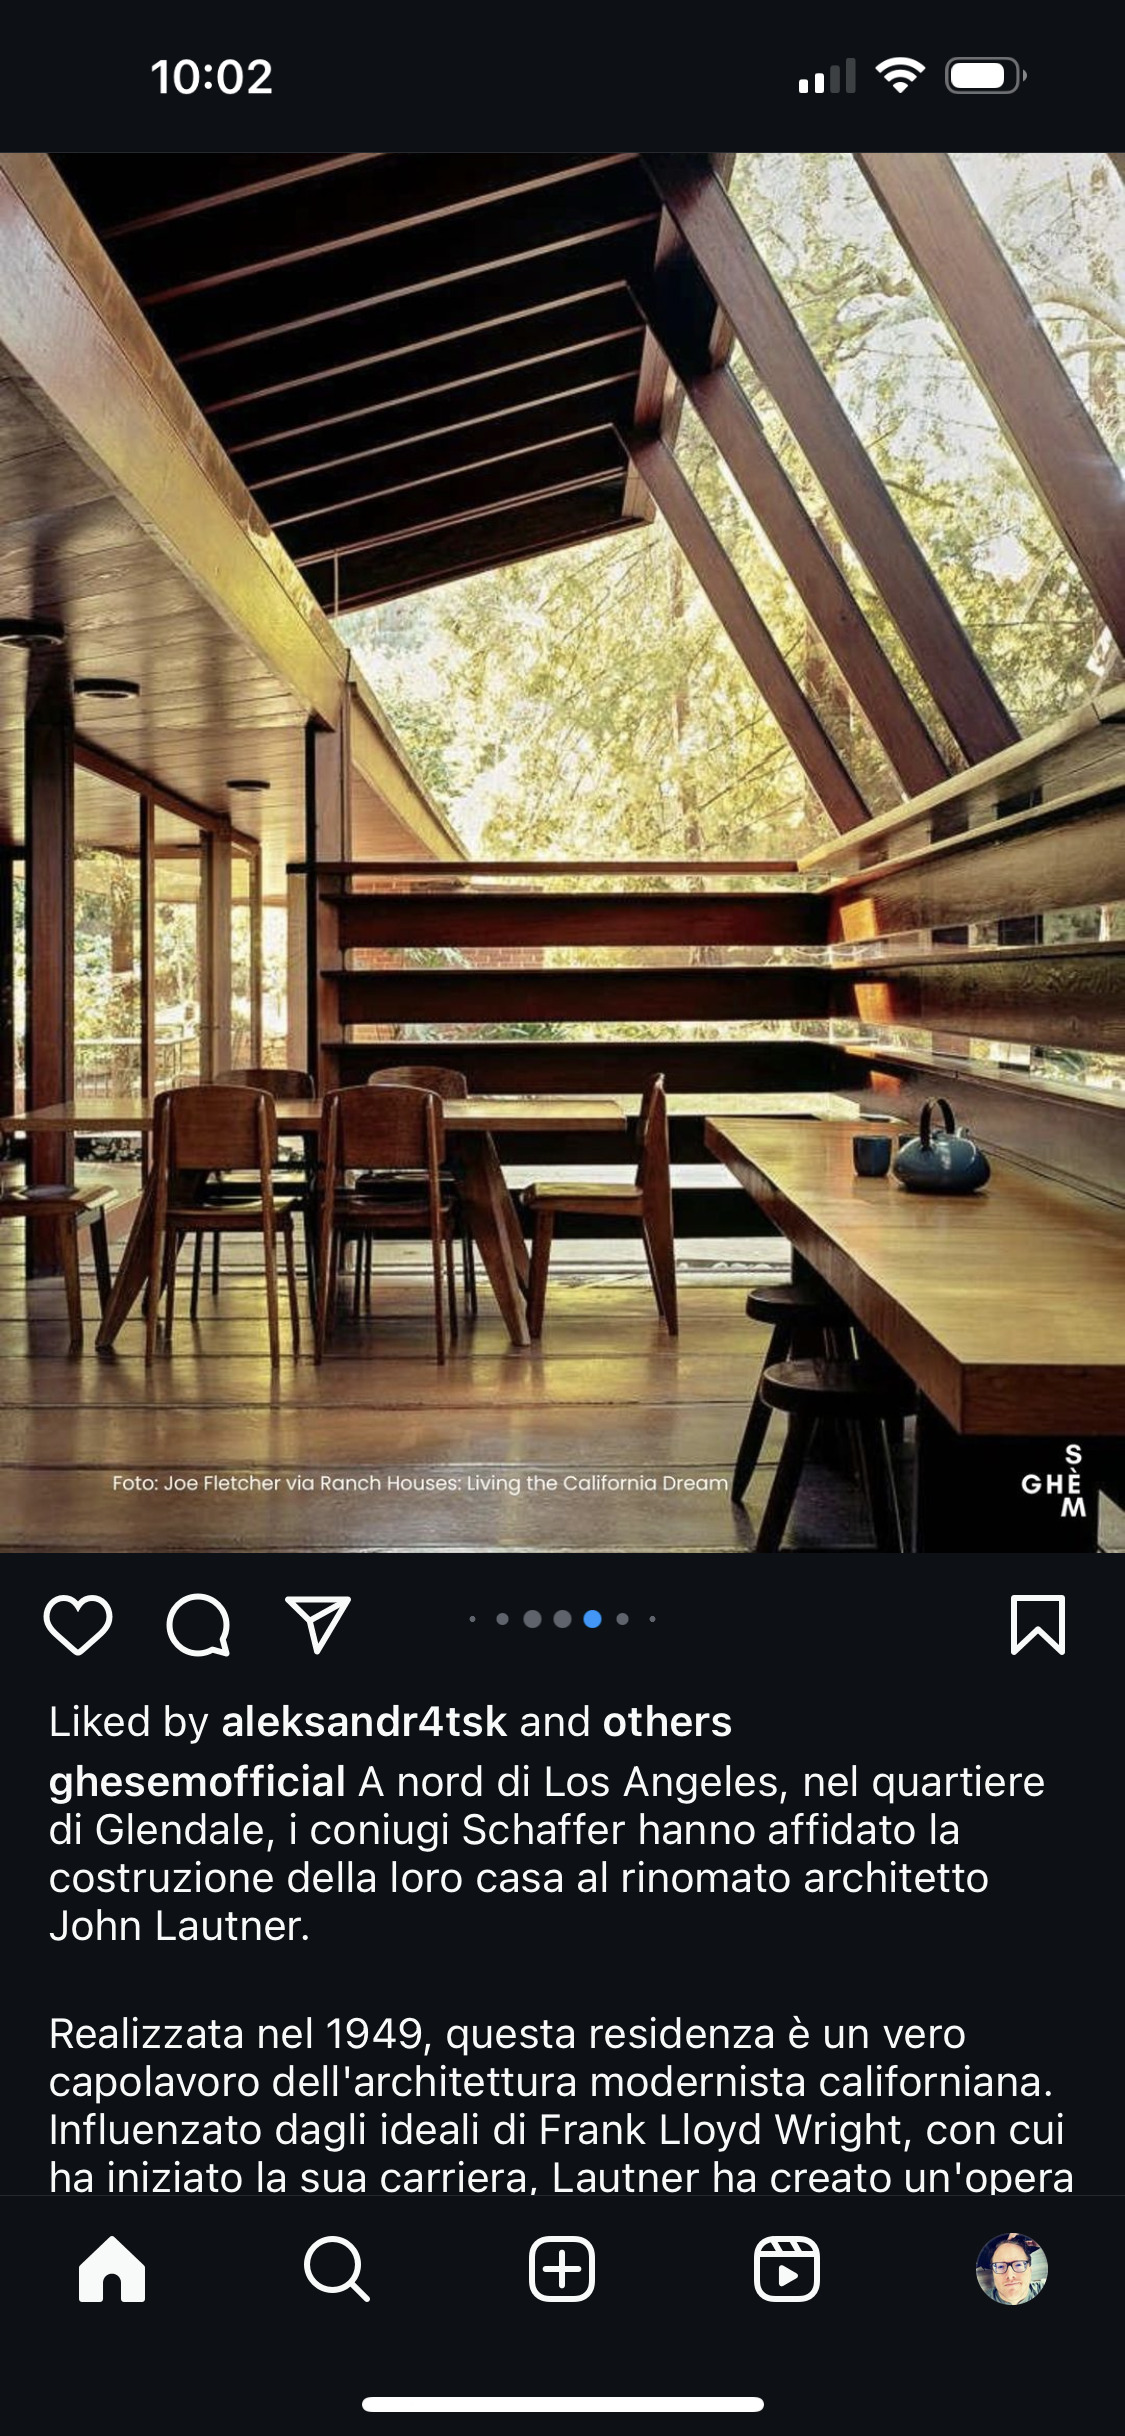 10:02
Foto: Joe Fletcher via Ranch Houses: Living the California Dream
S
GHÈ
M
Liked by aleksandr4tsk and others
ghesemofficial A nord di Los Angeles, nel quartiere
di Glendale, i coniugi Schaffer hanno affidato la
costruzione della loro casa al rinomato architetto
John Lautner.
Realizzata nel 1949, questa residenza è un vero
capolavoro dell'architettura modernista californiana.
Influenzato dagli ideali di Frank Lloyd Wright, con cui
ha iniziato la sua carriera, Lautner ha creato un'opera